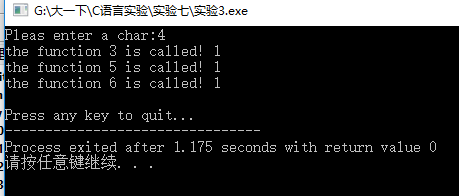 G:\大一下\C语言实验\实验七\实验3.exe
Pleas enter a char:4
the function 3 is called! 1
the function 5 is called! 1
the function 6 is called! 1
Press any key to quit...
--------------------------------
Process exited after 1.175 seconds with return value 0
请按任意键继续. . .